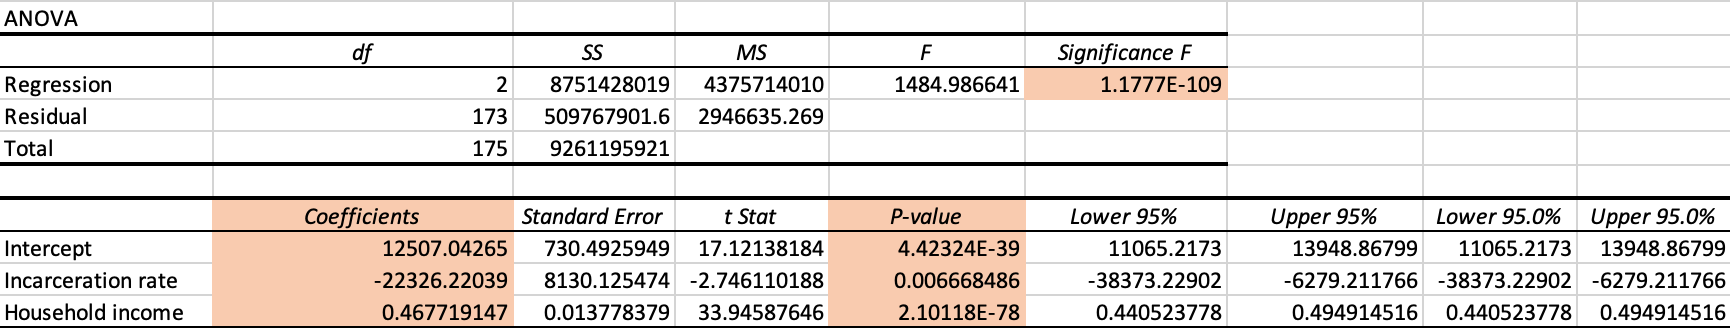 ANOVA
df SS MS F Significance F
Regression 2 8751428019 4375714010 1484.986641 1.1777E-109
Residual 173 509767901.6 2946635.269
Total 175 9261195921
Coefficients Standard Error t Stat P-value Lower 95% Upper 95% Lower 95.0% Upper 95.0%
Intercept 12507.04265 730.4925949 17.12138184 4.42324E-39 11065.2173 13948.86799 11065.2173 13948.86799
Incarceration rate -22326.22039 8130.125474 -2.746110188 0.006668486 -38373.22902 -6279.211766 -38373.22902 -6279.211766
Household income 0.467719147 0.013778379 33.94587646 2.10118E-78 0.440523778 0.494914516 0.440523778 0.494914516